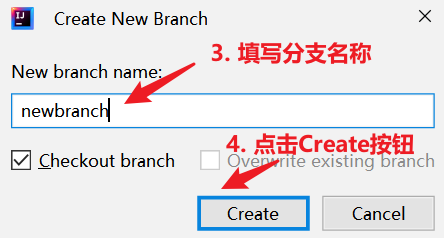 IJ
Create New Branch
3. 填写分支名称
New branch name:
newbranch
4. 点击Create按钮
Checkout branch
Overwrite existing branch
Create
Cancel